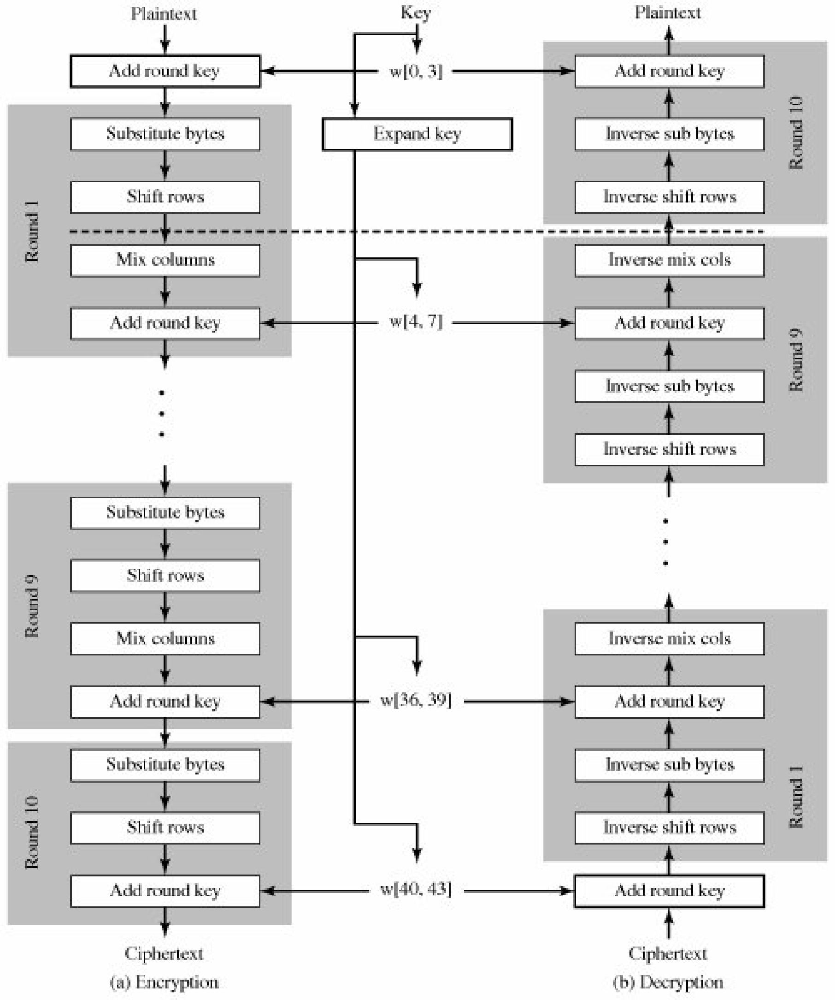 Plaintext
Key
Plaintext
Add round key
w[0, 3]
Add round key
Substitute bytes
Expand key
Inverse sub bytes
Round 10
Shift rows
Inverse shift rows
Round 1
Mix columns
Inverse mix cols
Add round key
w[4, 7]
Add round key
Round 9
Inverse sub bytes
Inverse shift rows
Substitute bytes
Shift rows
Round 9
Mix columns
Inverse mix cols
Add round key
w[36, 39]
Add round key
Substitute bytes
Inverse sub bytes
Round 1
Shift rows
Inverse shift rows
Round 10
Add round key
w[40, 43]
Add round key
Ciphertext
Ciphertext
(a) Encryption
(b) Decryption